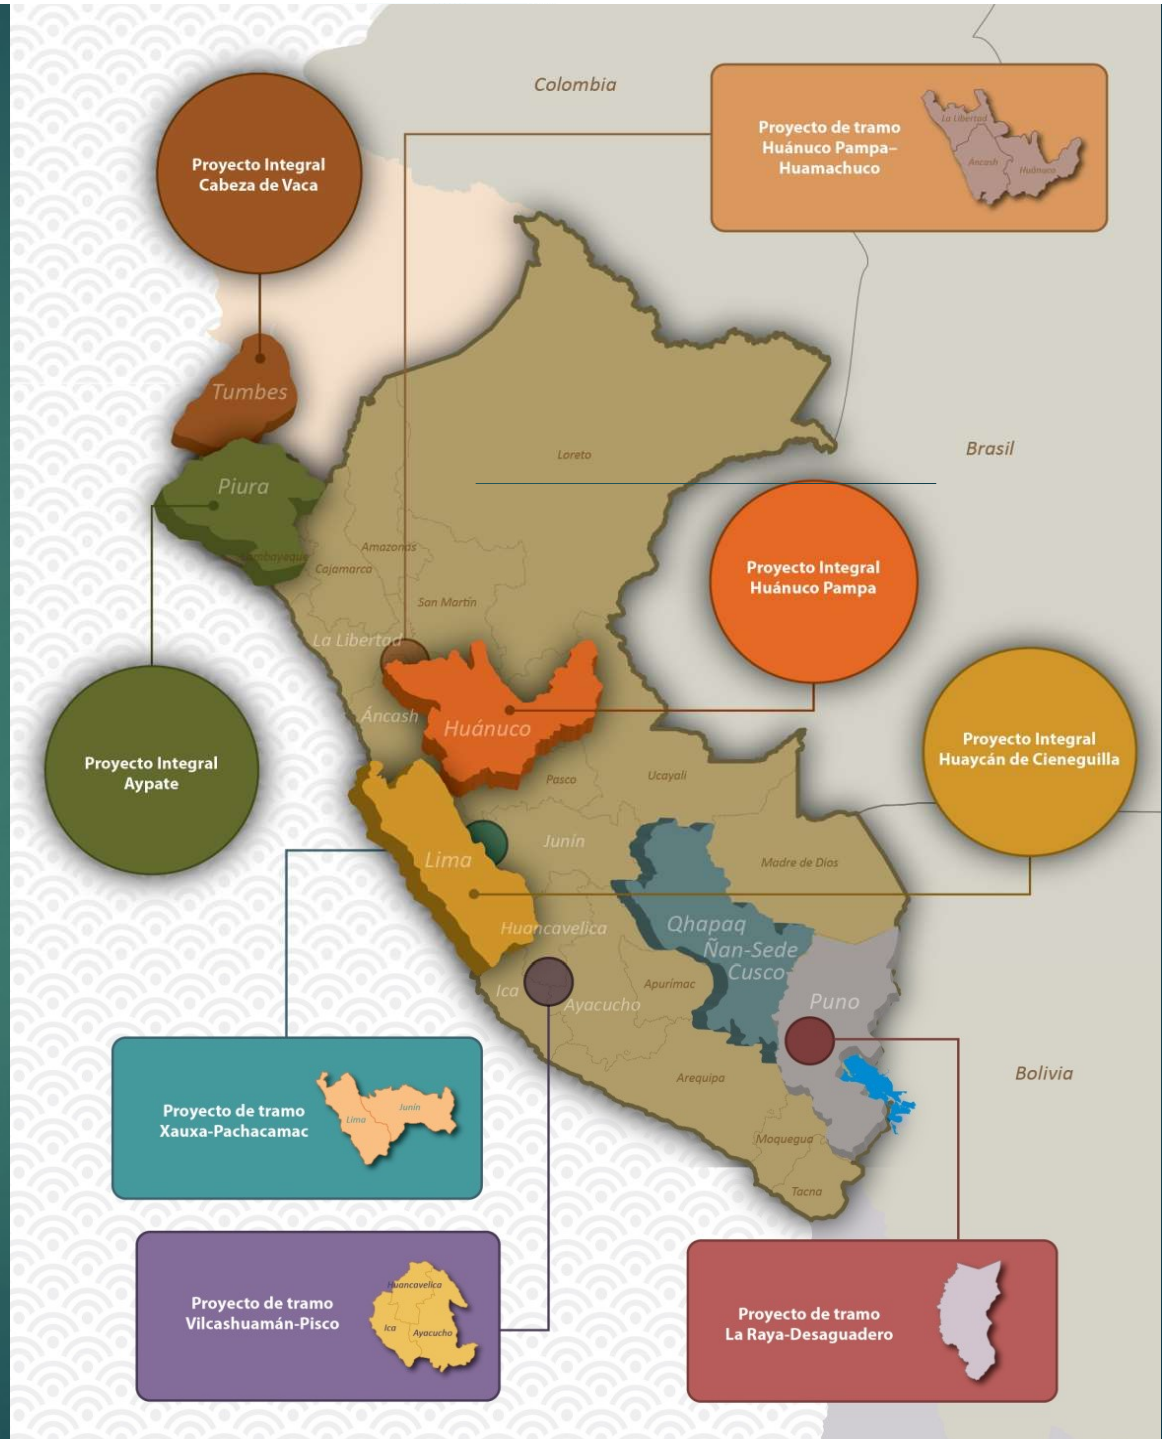 Colombia
Proyecto de tramo
Huánuco Pampa–
Huamachuco
La Libertad
Ancash
Huánuco
Proyecto Integral
Cabeza de Vaca
Tumbes
Piura
Lambayeque
Loreto
Brasil
Amazonas
Cajamarca
San Martín
La Libertad
Proyecto Integral
Huánuco Pampa
Áncash
Huánuco
Proyecto Integral
Aypate
Proyecto Integral
Huaycán de Cieneguilla
Pasco
Ucayali
Junín
Lima
Madre de Dios
Huancavelica
Qhapaq
Ñan-Sede
Cusco
Ica
Ayacucho
Apurímac
Puno
Arequipa
Bolivia
Moquegua
Tacna
Proyecto de tramo
Xauxa-Pachacamac
Lima
Junín
Proyecto de tramo
Vilcashuamán-Pisco
Huancavelica
Ica
Ayacucho
Proyecto de tramo
La Raya-Desaguadero